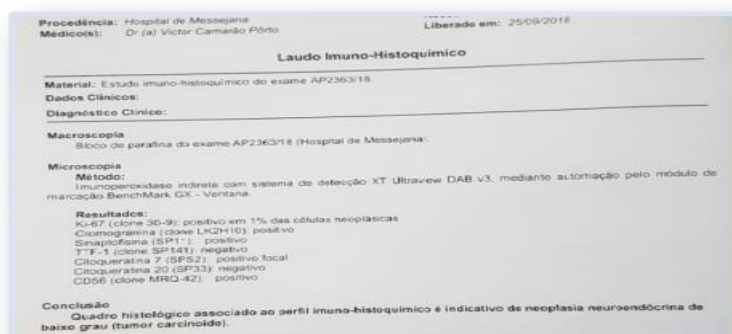 Procedência: Hospital de Messejana
Médico(s): Dr.(a) Victor Camarão Pôrto
Liberado em: 25/09/2018
Laudo Imuno-Histoquímico
Material: Estudo imuno-histoquímico do exame AP2363/18.
Dados Clínicos:
Diagnóstico Clínico:
Macroscopia
Bloco de parafina do exame AP2363/18 (Hospital de Messejana).
Microscopia
Método:
Imunoperoxidase indireta com sistema de detecção XT Ultraview DAB v3, mediante automação pelo módulo de
marcação BenchMark GX - Ventana.
Resultados:
Ki-67 (clone 30-9): positivo em 1% das células neoplásicas
Cromogranina (clone LK2H10): positivo
Sinaptofisina (SP11): positivo
TTF-1 (clone SP141): negativo
Citoqueratina 7 (SP52): positivo focal
Citoqueratina 20 (SP33): negativo
CD56 (clone MRQ-42): positivo
Conclusão
Quadro histológico associado ao perfil imuno-histoquímico é indicativo de neoplasia neuroendócrina de
baixo grau (tumor carcinoide).